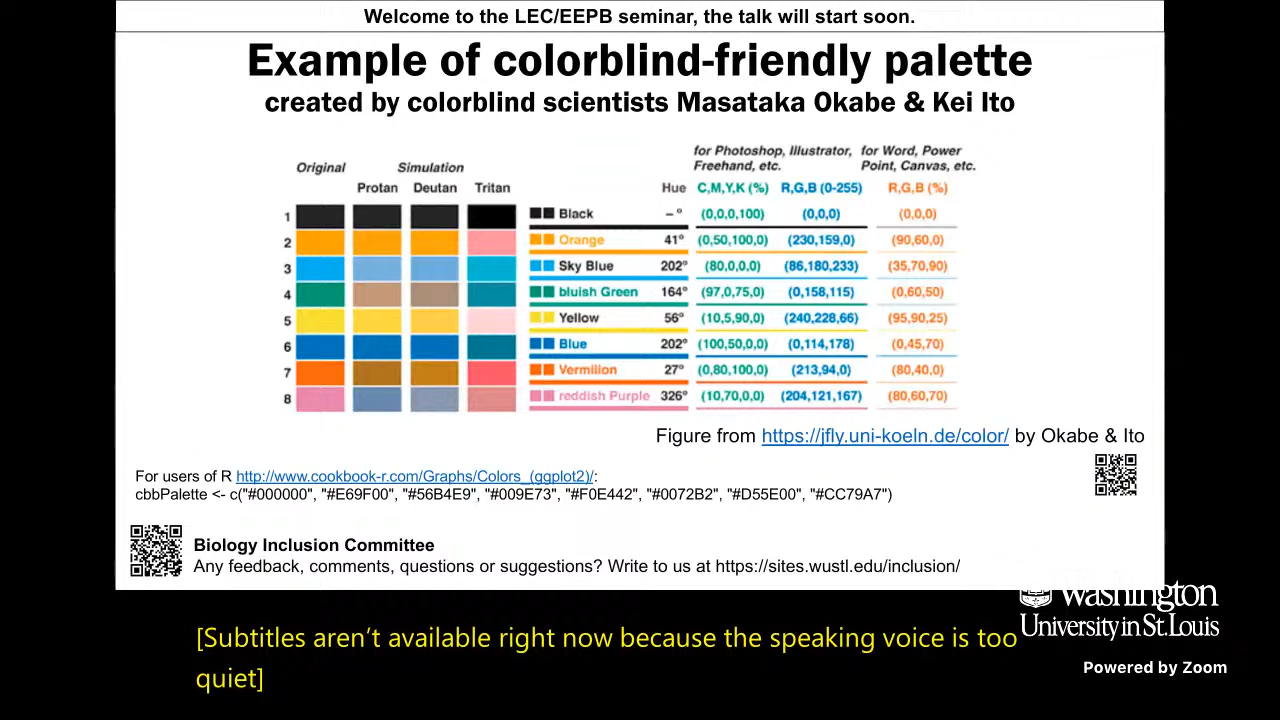 Welcome to the LEC/EEPB seminar, the talk will start soon.
Example of colorblind-friendly palette
created by colorblind scientists Masataka Okabe & Kei Ito
for Photoshop, Illustrator, for Word, Power
Freehand, etc. Point, Canvas, etc.
Original Simulation
Protan Deutan Tritan Hue C,M,Y,K (%) R,G,B (0-255) R,G,B (%)
1 Black – ° (0,0,0,100) (0,0,0) (0,0,0)
2 Orange 41° (0,50,100,0) (230,159,0) (90,60,0)
3 Sky Blue 202° (80,0,0,0) (86,180,233) (35,70,90)
4 bluish Green 164° (97,0,75,0) (0,158,115) (0,60,50)
5 Yellow 56° (10,5,90,0) (240,228,66) (95,90,25)
6 Blue 202° (100,50,0,0) (0,114,178) (0,45,70)
7 Vermilion 27° (0,80,100,0) (213,94,0) (80,40,0)
8 reddish Purple 326° (10,70,0,0) (204,121,167) (80,60,70)
Figure from https://jfly.uni-koeln.de/color/ by Okabe & Ito
For users of R http://www.cookbook-r.com/Graphs/Colors_(ggplot2)/:
cbbPalette <- c("#000000", "#E69F00", "#56B4E9", "#009E73", "#F0E442", "#0072B2", "#D55E00", "#CC79A7")
Biology Inclusion Committee
Any feedback, comments, questions or suggestions? Write to us at https://sites.wustl.edu/inclusion/
Washington
University in St. Louis
Powered by Zoom
[Subtitles aren't available right now because the speaking voice is too
quiet]